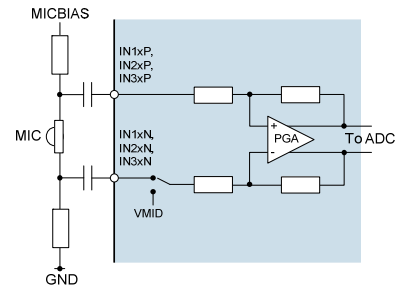 MICBIAS
IN1xP,
IN2xP,
IN3xP
MIC
IN1xN,
IN2xN,
IN3xN
+
PGA
-
To ADC
VMID
GND